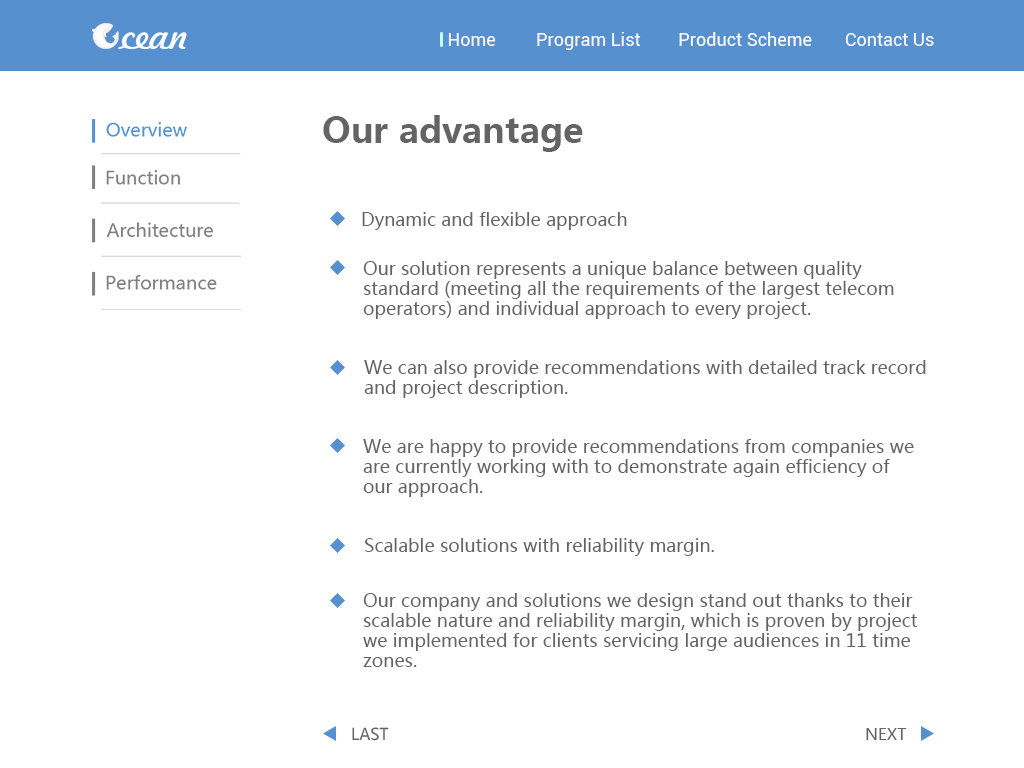 Ocean
Home Program List Product Scheme Contact Us
Overview
Function
Architecture
Performance
Our advantage
Dynamic and flexible approach
Our solution represents a unique balance between quality
standard (meeting all the requirements of the largest telecom
operators) and individual approach to every project.
We can also provide recommendations with detailed track record
and project description.
We are happy to provide recommendations from companies we
are currently working with to demonstrate again efficiency of
our approach.
Scalable solutions with reliability margin.
Our company and solutions we design stand out thanks to their
scalable nature and reliability margin, which is proven by project
we implemented for clients servicing large audiences in 11 time
zones.
LAST NEXT